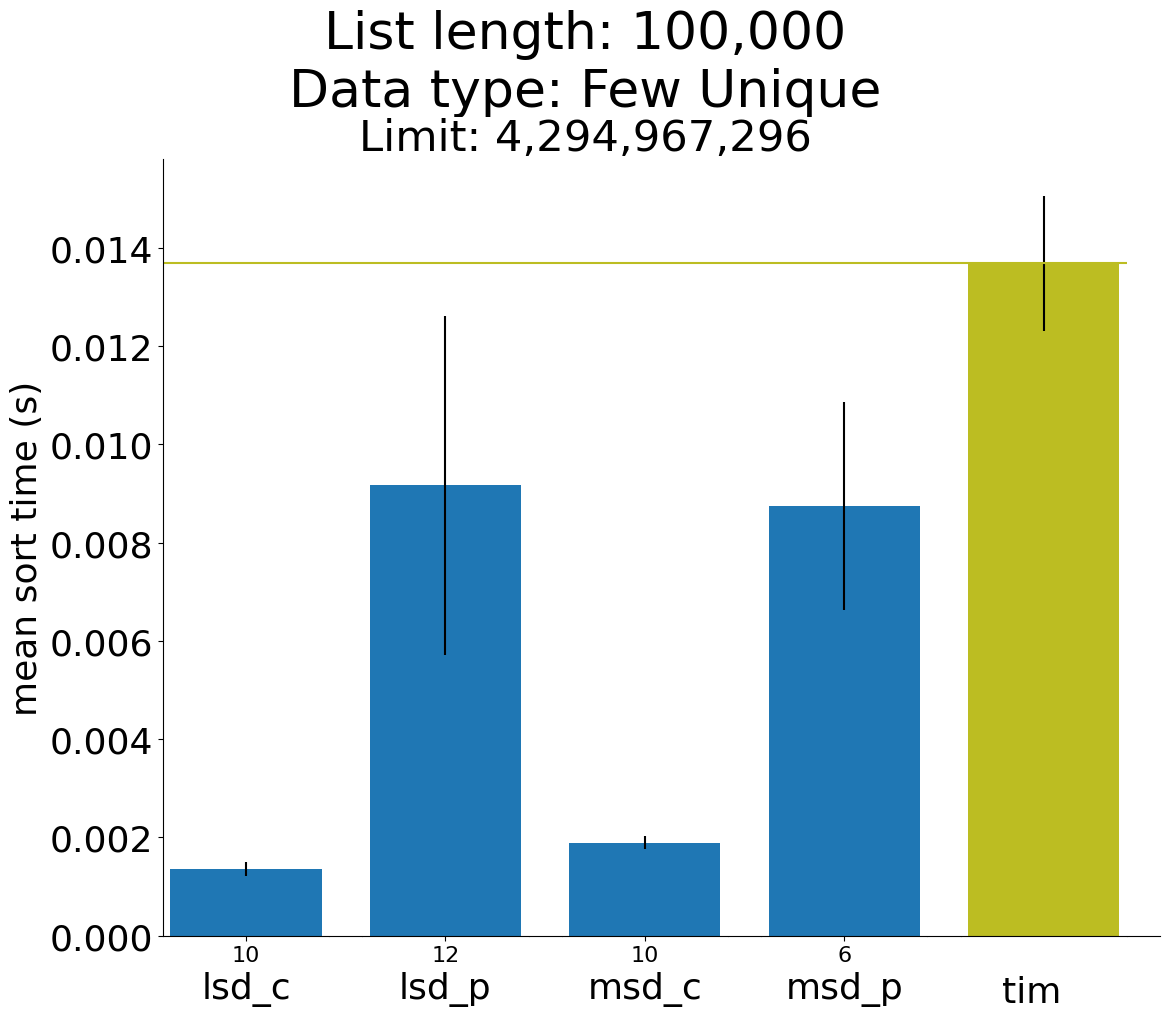 List length: 100,000
Data type: Few Unique
Limit: 4,294,967,296
mean sort time (s)
0.014
0.012
0.010
0.008
0.006
0.004
0.002
0.000
10 12 10 6
lsd_c lsd_p msd_c msd_p tim